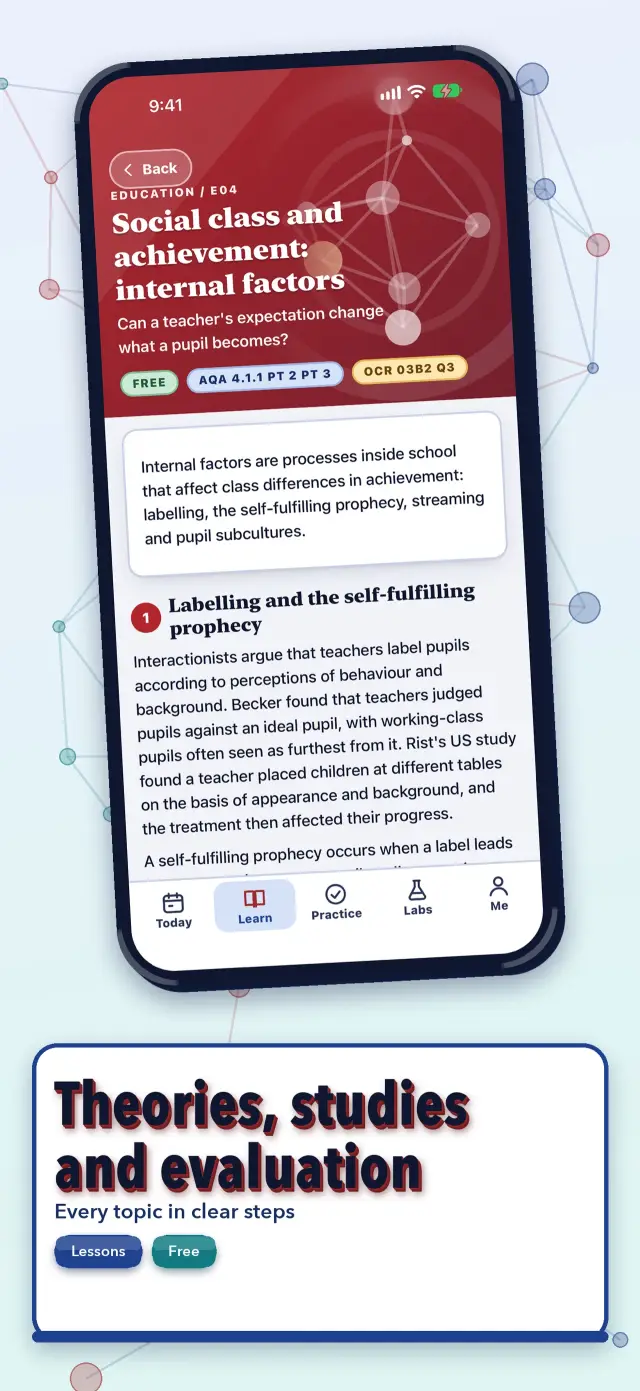 9:41
Back
EDUCATION / E04
Social class and
achievement:
internal factors
Can a teacher's expectation change
what a pupil becomes?
FREE
AQA 4.1.1 PT 2 PT 3
OCR 03B2 Q3
Internal factors are processes inside school
that affect class differences in achievement:
labelling, the self-fulfilling prophecy, streaming
and pupil subcultures.
1
Labelling and the self-fulfilling
prophecy
Interactionists argue that teachers label pupils
according to perceptions of behaviour and
background. Becker found that teachers judged
pupils against an ideal pupil, with working-class
pupils often seen as furthest from it. Rist's US study
found a teacher placed children at different tables
on the basis of appearance and background, and
the treatment then affected their progress.
A self-fulfilling prophecy occurs when a label leads
Today
Learn
Practice
Labs
Me
Theories, studies
and evaluation
Every topic in clear steps
Lessons
Free